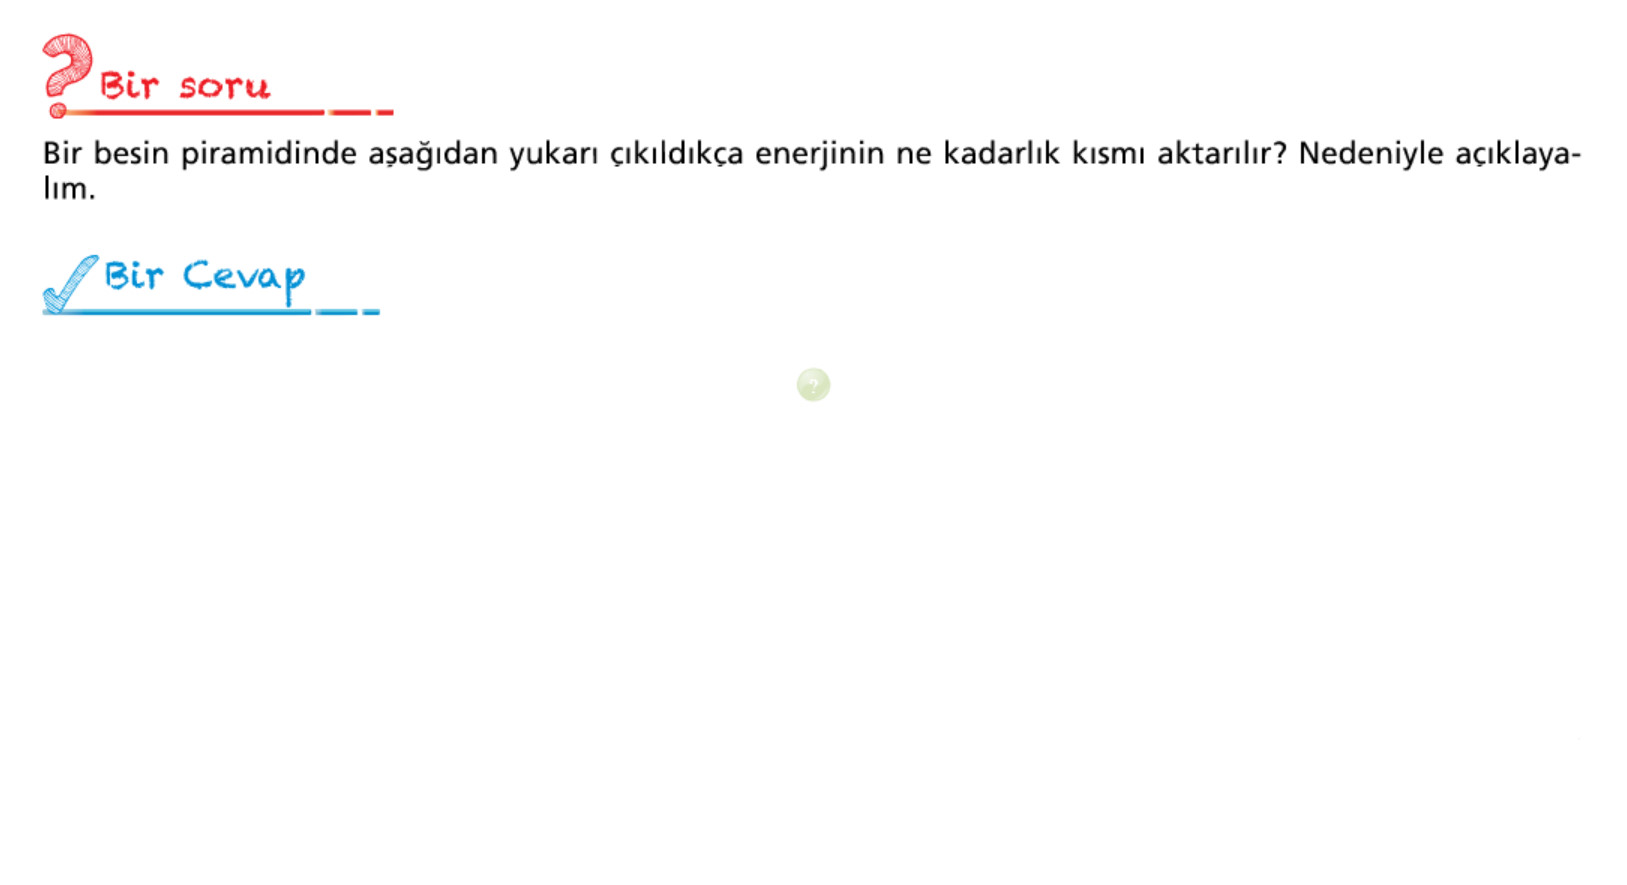 Bir soru
Bir besin piramidinde aşağıdan yukarı çıkıldıkça enerjinin ne kadarlık kısmı aktarılır? Nedeniyle açıklaya-
lım.
Bir Cevap
?